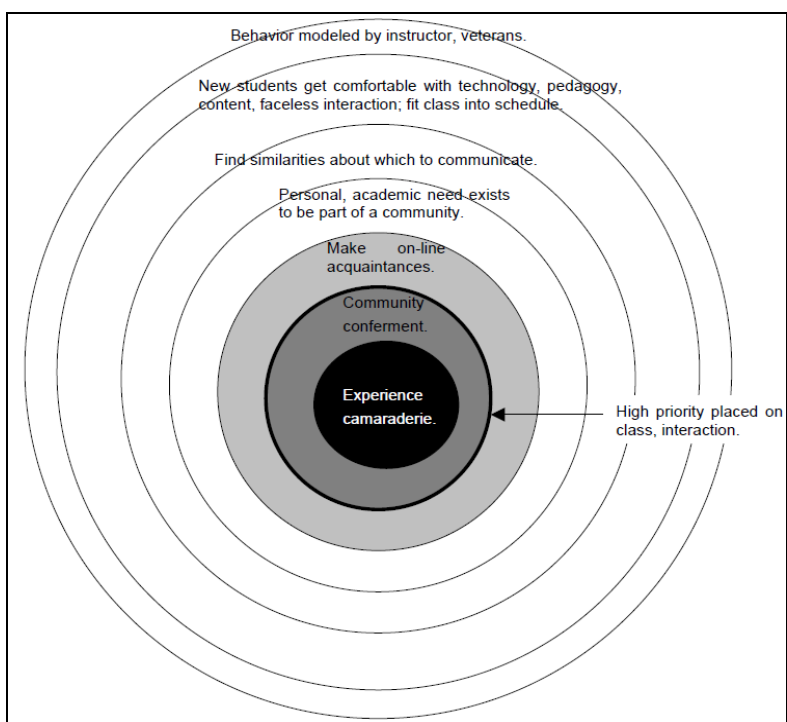 Behavior modeled by instructor, veterans.
New students get comfortable with technology, pedagogy,
content, faceless interaction; fit class into schedule.
Find similarities about which to communicate.
Personal, academic need exists
to be part of a community.
Make on-line
acquaintances.
Community
conferment.
Experience
camaraderie.
High priority placed on
class, interaction.